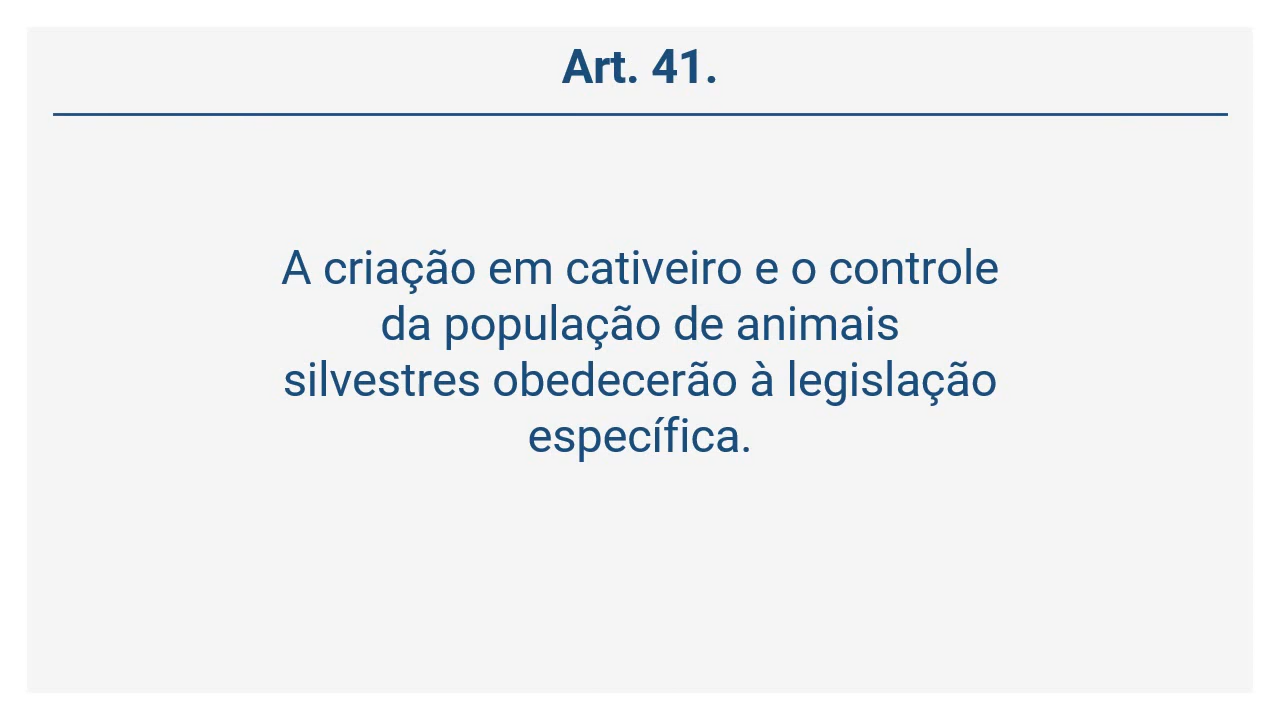 Art. 41.
A criação em cativeiro e o controle
da população de animais
silvestres obedecerão à legislação
específica.